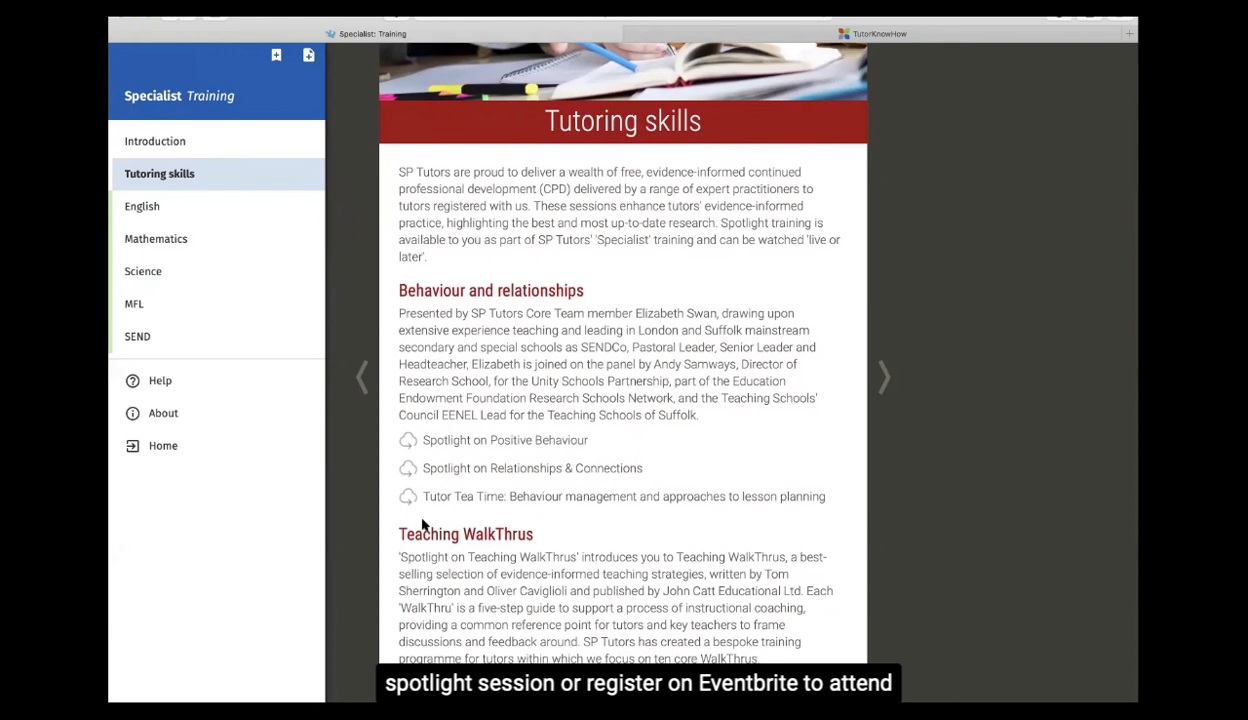 Specialist: Training
TutorKnowHow
Specialist Training
Introduction
Tutoring skills
English
Mathematics
Science
MFL
SEND
Help
About
Home
Tutoring skills
SP Tutors are proud to deliver a wealth of free, evidence-informed continued
professional development (CPD) delivered by a range of expert practitioners to
tutors registered with us. These sessions enhance tutors' evidence-informed
practice, highlighting the best and most up-to-date research. Spotlight training is
available to you as part of SP Tutors' 'Specialist' training and can be watched 'live or
later'.
Behaviour and relationships
Presented by SP Tutors Core Team member Elizabeth Swan, drawing upon
extensive experience teaching and leading in London and Suffolk mainstream
secondary and special schools as SENDCo, Pastoral Leader, Senior Leader and
Headteacher, Elizabeth is joined on the panel by Andy Samways, Director of
Research School, for the Unity Schools Partnership, part of the Education
Endowment Foundation Research Schools Network, and the Teaching Schools'
Council EENEL Lead for the Teaching Schools of Suffolk.
Spotlight on Positive Behaviour
Spotlight on Relationships & Connections
Tutor Tea Time: Behaviour management and approaches to lesson planning
Teaching WalkThrus
'Spotlight on Teaching WalkThrus' introduces you to Teaching WalkThrus, a best-
selling selection of evidence-informed teaching strategies, written by Tom
Sherrington and Oliver Caviglioli and published by John Catt Educational Ltd. Each
'WalkThru' is a five-step guide to support a process of instructional coaching,
providing a common reference point for tutors and key teachers to frame
discussions and feedback around. SP Tutors has created a bespoke training
programme for tutors within which we focus on ten core WalkThrus.
spotlight session or register on Eventbrite to attend